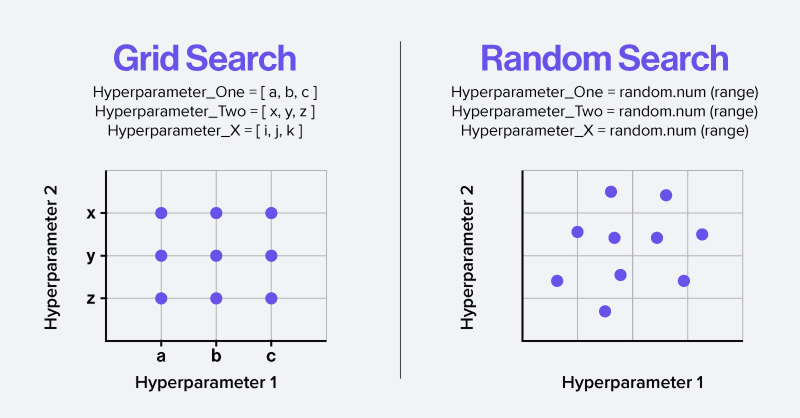 Grid Search
Hyperparameter_One = [ a, b, c ]
Hyperparameter_Two = [ x, y, z ]
Hyperparameter_X = [ i, j, k ]
Hyperparameter 2
x
y
z
a b c
Hyperparameter 1
Random Search
Hyperparameter_One = random.num (range)
Hyperparameter_Two = random.num (range)
Hyperparameter_X = random.num (range)
Hyperparameter 2
Hyperparameter 1